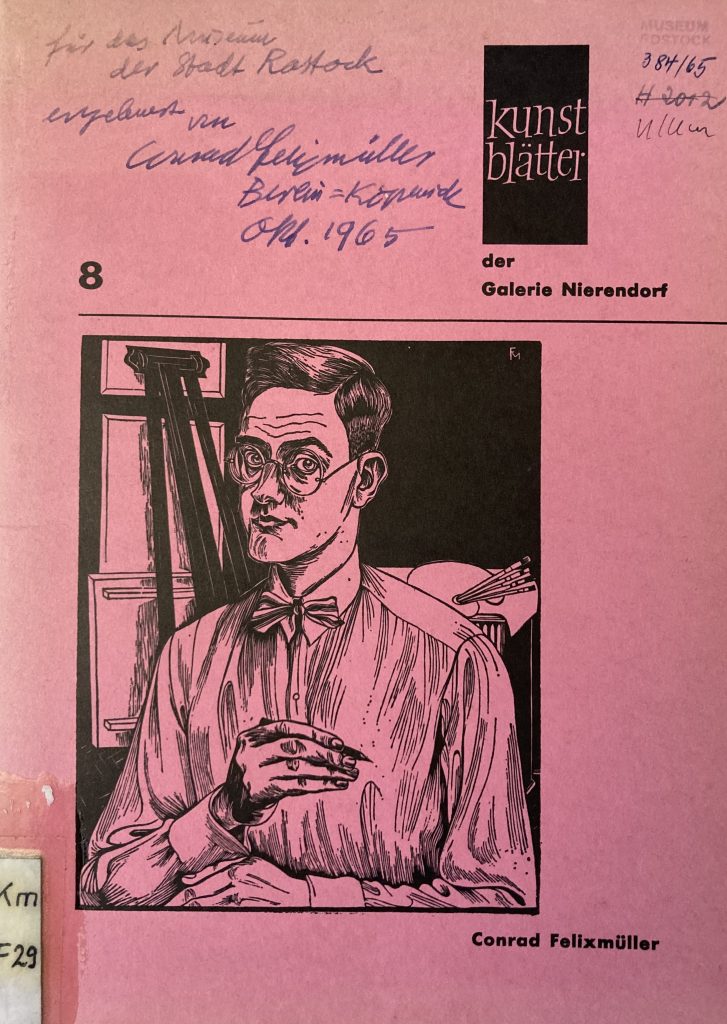 für das Museum
der Stadt Rostock
ergebenst von
Conrad Felixmüller
Berlin=Köpenick
Okt. 1965
MUSEUM
ROSTOCK
384/65
H 2012
kunst
blätter
der
Galerie Nierendorf
8
FM
Km
F29
Conrad Felixmüller